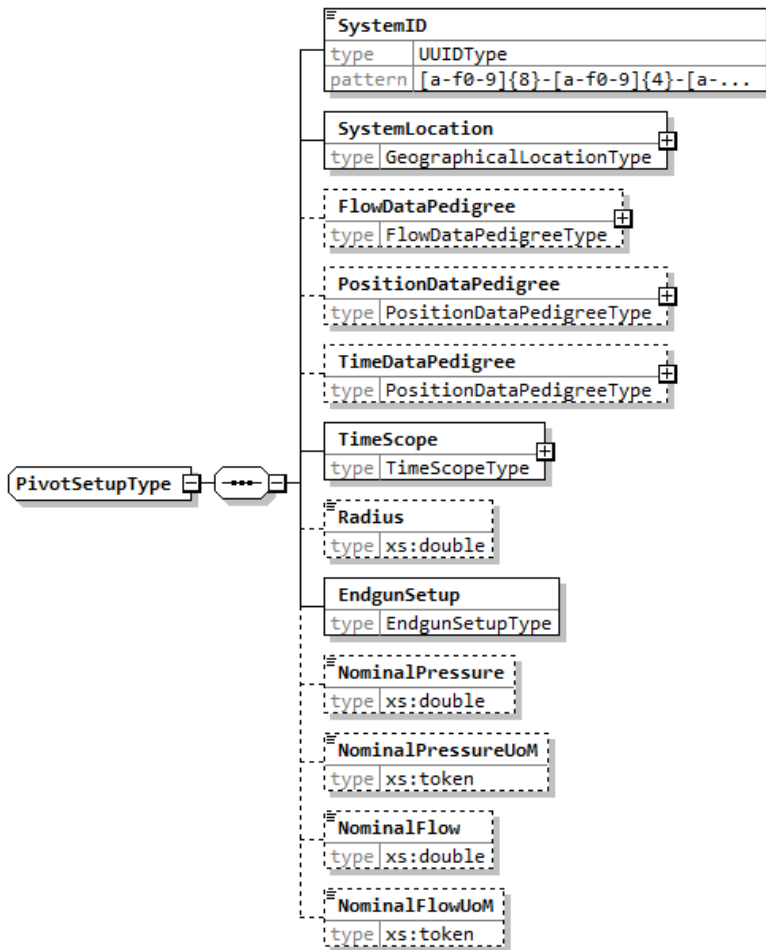 SystemID
type UUIDType
pattern [a-f0-9]{8}-[a-f0-9]{4}-[a-...
SystemLocation
type GeographicalLocationType
FlowDataPedigree
type FlowDataPedigreeType
PositionDataPedigree
type PositionDataPedigreeType
TimeDataPedigree
type PositionDataPedigreeType
TimeScope
type TimeScopeType
PivotSetupType
Radius
type xs:double
EndgunSetup
type EndgunSetupType
NominalPressure
type xs:double
NominalPressureUoM
type xs:token
NominalFlow
type xs:double
NominalFlowUoM
type xs:token